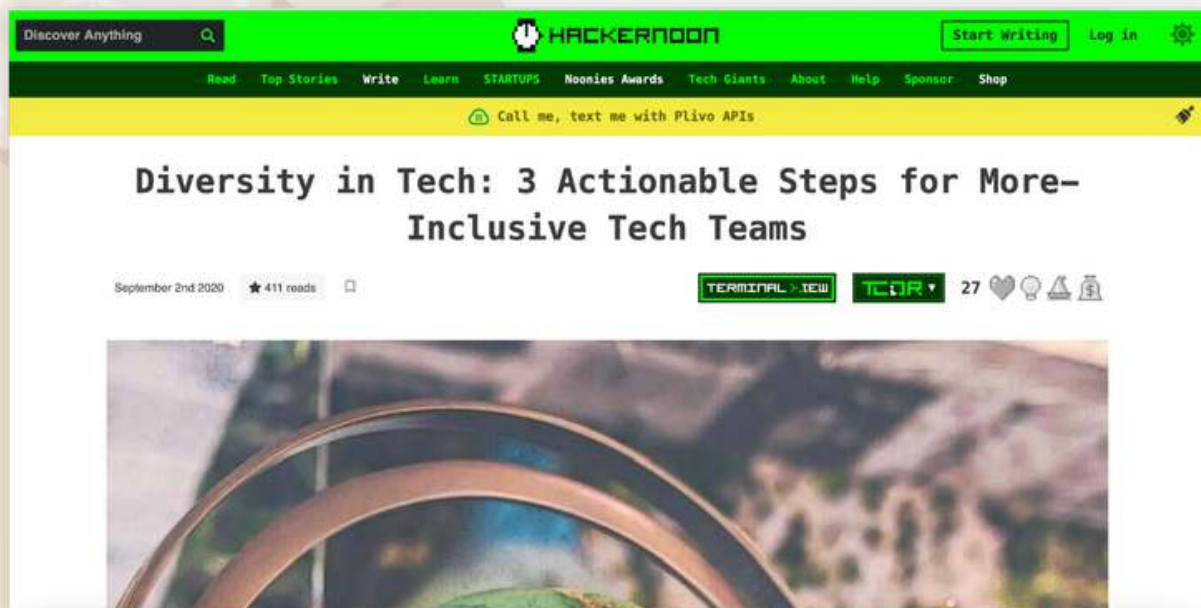 Discover Anything
HACKERNOON
Start Writing
Log in
Read Top Stories Write Learn STARTUPS Noonies Awards Tech Giants About Help Sponsor Shop
Call me, text me with Plivo APIs
Diversity in Tech: 3 Actionable Steps for More-
Inclusive Tech Teams
September 2nd 2020
411 reads
TERMINAL
27